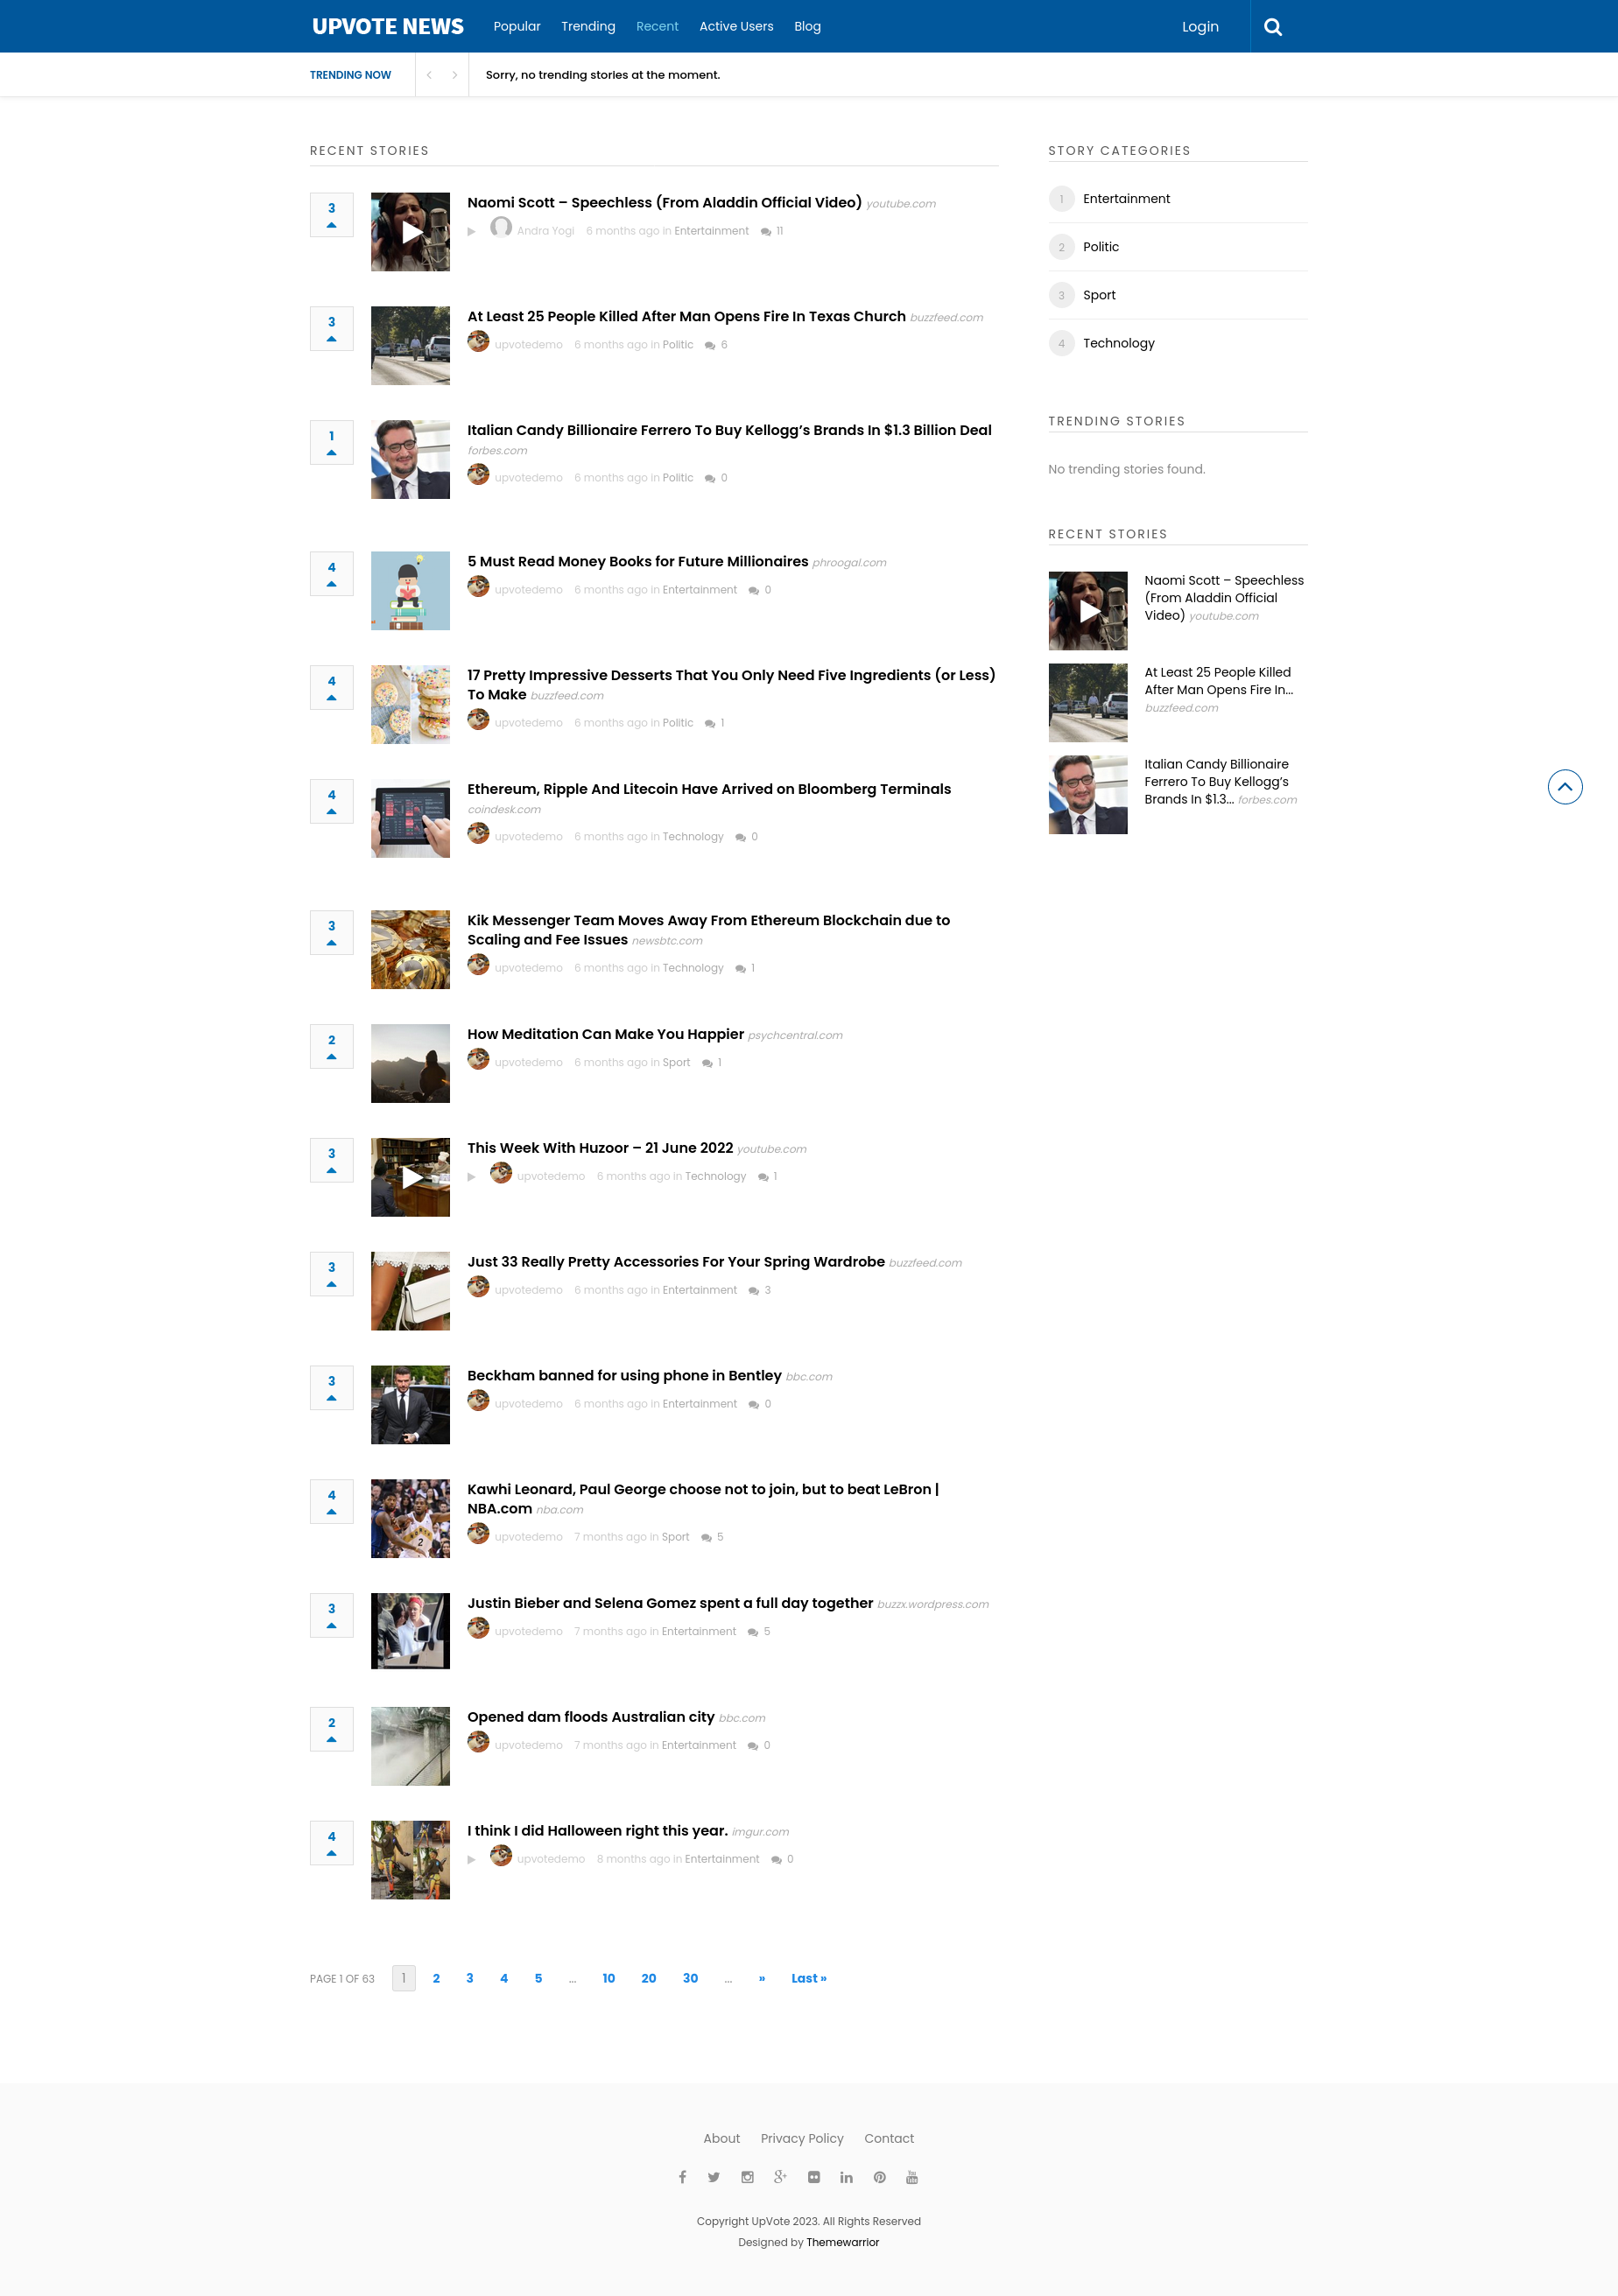 UPVOTE NEWS Popular Trending Recent Active Users Blog Login
TRENDING NOW Sorry, no trending stories at the moment.
RECENT STORIES
3
Naomi Scott – Speechless (From Aladdin Official Video) youtube.com
Andra Yogi 6 months ago in Entertainment 11
3
At Least 25 People Killed After Man Opens Fire In Texas Church buzzfeed.com
upvotedemo 6 months ago in Politic 6
1
Italian Candy Billionaire Ferrero To Buy Kellogg’s Brands In $1.3 Billion Deal
forbes.com
upvotedemo 6 months ago in Politic 0
4
5 Must Read Money Books for Future Millionaires phroogal.com
upvotedemo 6 months ago in Entertainment 0
4
17 Pretty Impressive Desserts That You Only Need Five Ingredients (or Less)
To Make buzzfeed.com
upvotedemo 6 months ago in Politic 1
4
Ethereum, Ripple And Litecoin Have Arrived on Bloomberg Terminals
coindesk.com
upvotedemo 6 months ago in Technology 0
3
Kik Messenger Team Moves Away From Ethereum Blockchain due to
Scaling and Fee Issues newsbtc.com
upvotedemo 6 months ago in Technology 1
2
How Meditation Can Make You Happier psychcentral.com
upvotedemo 6 months ago in Sport 1
3
This Week With Huzoor – 21 June 2022 youtube.com
upvotedemo 6 months ago in Technology 1
3
Just 33 Really Pretty Accessories For Your Spring Wardrobe buzzfeed.com
upvotedemo 6 months ago in Entertainment 3
3
Beckham banned for using phone in Bentley bbc.com
upvotedemo 6 months ago in Entertainment 0
4
Kawhi Leonard, Paul George choose not to join, but to beat LeBron |
NBA.com nba.com
upvotedemo 7 months ago in Sport 5
3
Justin Bieber and Selena Gomez spent a full day together buzzx.wordpress.com
upvotedemo 7 months ago in Entertainment 5
2
Opened dam floods Australian city bbc.com
upvotedemo 7 months ago in Entertainment 0
4
I think I did Halloween right this year. imgur.com
upvotedemo 8 months ago in Entertainment 0
PAGE 1 OF 63 1 2 3 4 5 ... 10 20 30 ... » Last »
STORY CATEGORIES
1 Entertainment
2 Politic
3 Sport
4 Technology
TRENDING STORIES
No trending stories found.
RECENT STORIES
Naomi Scott – Speechless
(From Aladdin Official
Video) youtube.com
At Least 25 People Killed
After Man Opens Fire In...
buzzfeed.com
Italian Candy Billionaire
Ferrero To Buy Kellogg’s
Brands In $1.3... forbes.com
About Privacy Policy Contact
Copyright UpVote 2023. All Rights Reserved
Designed by Themewarrior